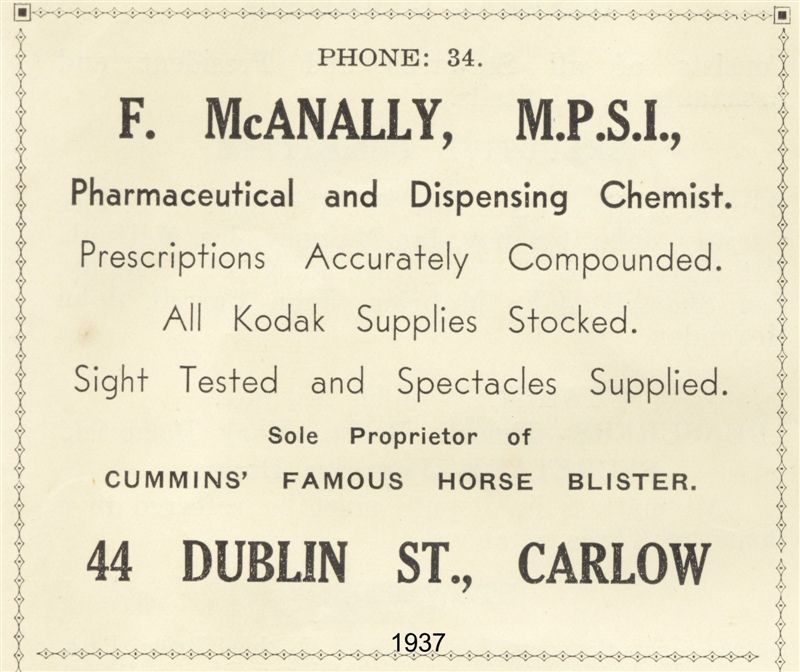 PHONE: 34.
F. McANALLY, M.P.S.I.,
Pharmaceutical and Dispensing Chemist.
Prescriptions Accurately Compounded.
All Kodak Supplies Stocked.
Sight Tested and Spectacles Supplied.
Sole Proprietor of
CUMMINS' FAMOUS HORSE BLISTER.
44 DUBLIN ST., CARLOW
1937